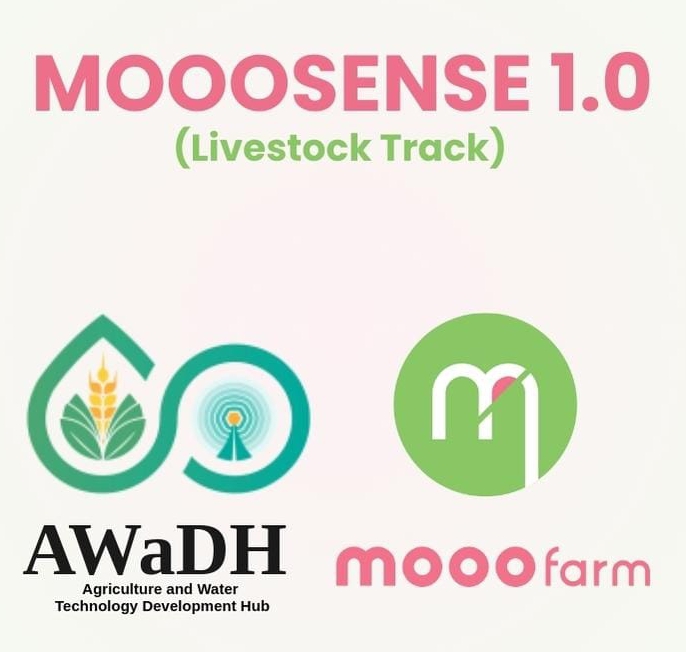 MOOOSENSE 1.0
(Livestock Track)
AWaDH
Agriculture and Water
Technology Development Hub
m
mooofarm